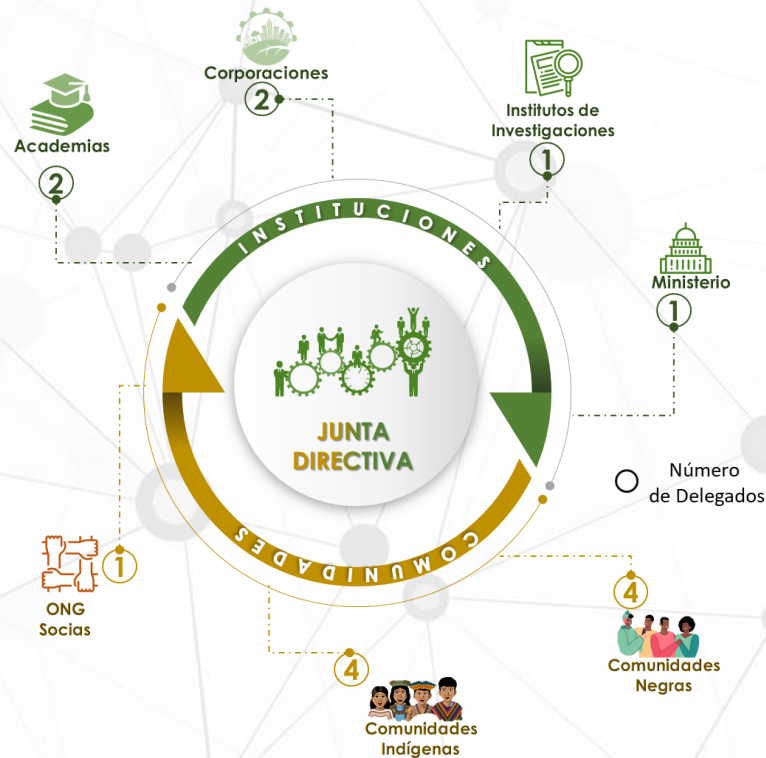 Corporaciones
2
Academias
2
Institutos de
Investigaciones
1
Ministerio
1
INSTITUCIONES
JUNTA
DIRECTIVA
COMUNIDADES
Número
de Delegados
1
ONG
Socias
4
Comunidades
Indígenas
4
Comunidades
Negras